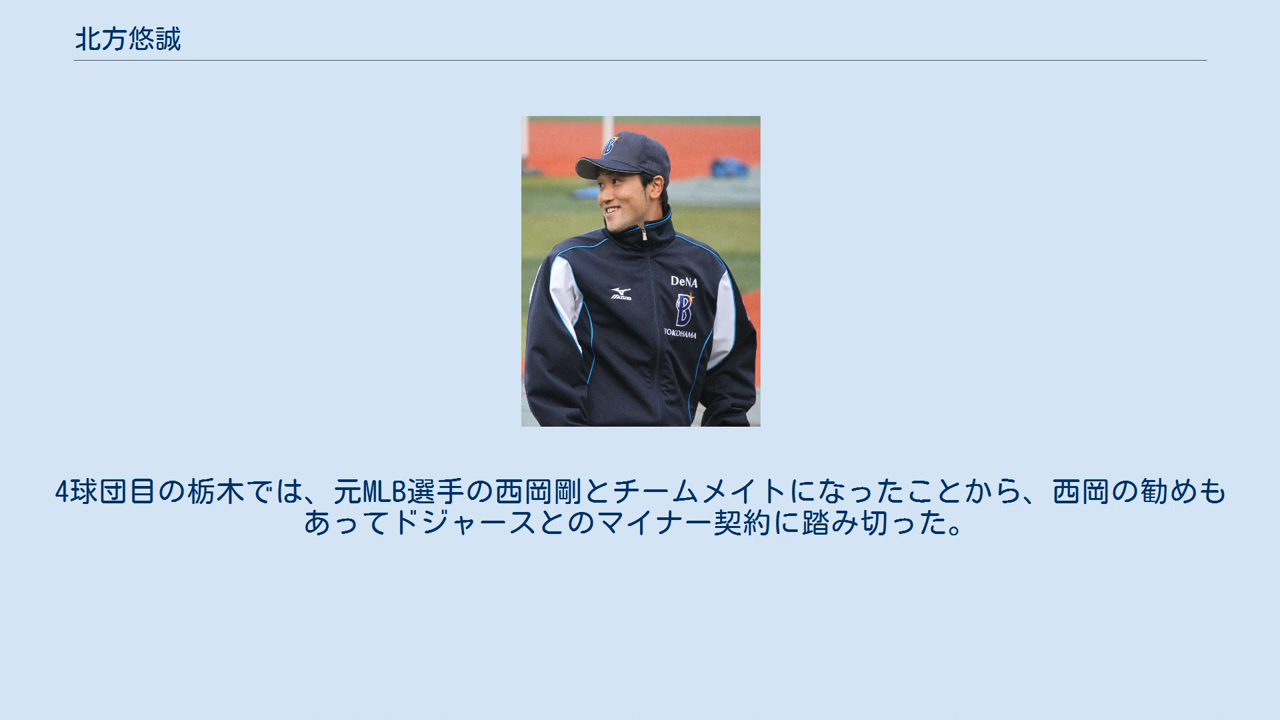 北方悠誠
B
DeNA
MIZUNO
B
YOKOHAMA
4球団目の栃木では、元MLB選手の西岡剛とチームメイトになったことから、西岡の勧めも
あってドジャースとのマイナー契約に踏み切った。